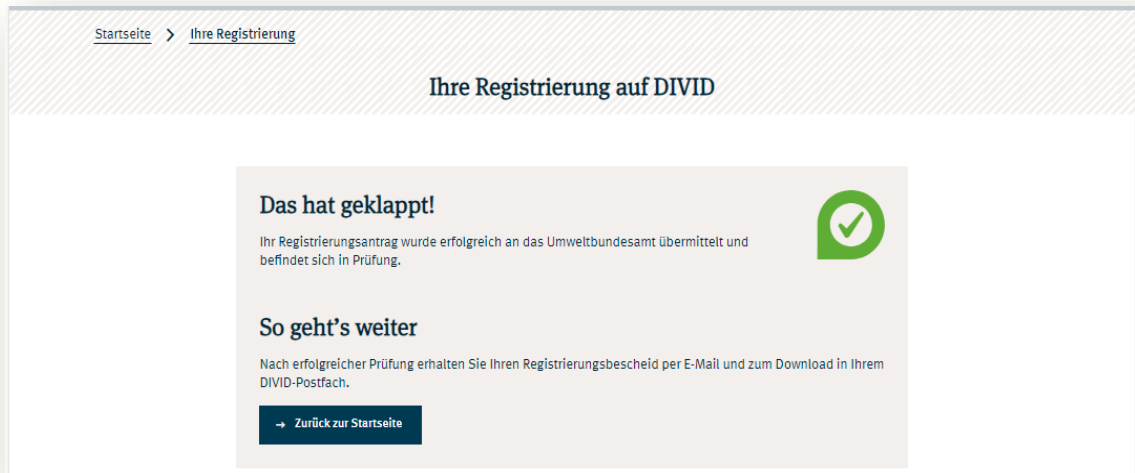 Startseite > Ihre Registrierung
Ihre Registrierung auf DIVID
Das hat geklappt!
Ihr Registrierungsantrag wurde erfolgreich an das Umweltbundesamt übermittelt und
befindet sich in Prüfung.
So geht’s weiter
Nach erfolgreicher Prüfung erhalten Sie Ihren Registrierungsbescheid per E-Mail und zum Download in Ihrem
DIVID-Postfach.
→ Zurück zur Startseite